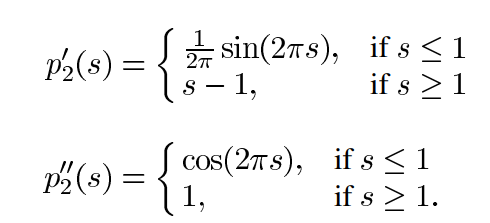 p′₂(s) = { 1/2π sin(2πs), if s ≤ 1
s − 1, if s ≥ 1
p″₂(s) = { cos(2πs), if s ≤ 1
1, if s ≥ 1.